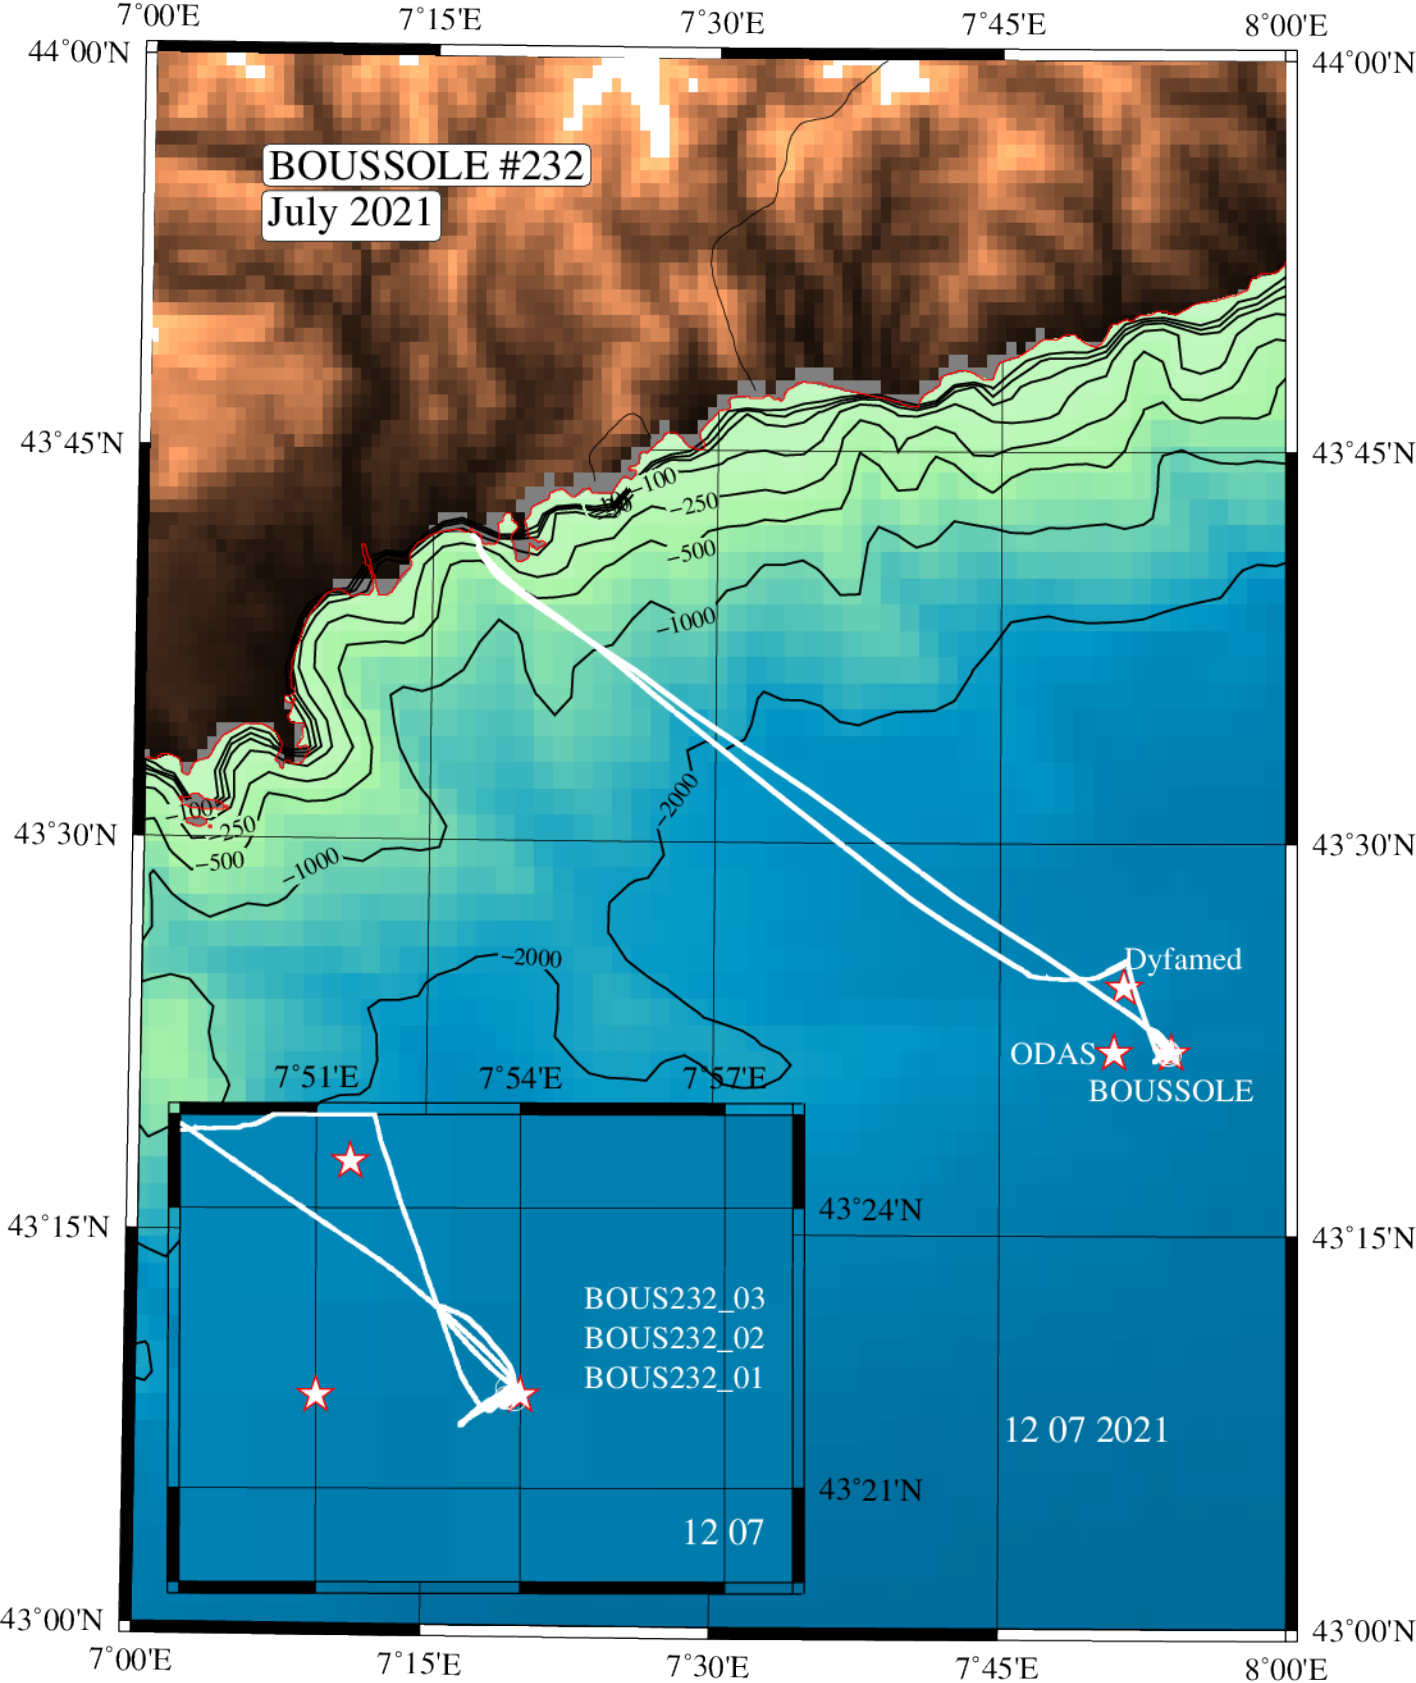 7°00'E 7°15'E 7°30'E 7°45'E 8°00'E
44°00'N 44°00'N
BOUSSOLE #232
July 2021
43°45'N 43°45'N
−100
−250
−500
−1000
−2000
−100
−250
−500
−1000
43°30'N 43°30'N
−2000
Dyfamed
ODAS
BOUSSOLE
7°51'E 7°54'E 7°57'E
43°24'N
43°15'N 43°15'N
BOUS232_03
BOUS232_02
BOUS232_01
12 07 2021
43°21'N
12 07
43°00'N 43°00'N
7°00'E 7°15'E 7°30'E 7°45'E 8°00'E